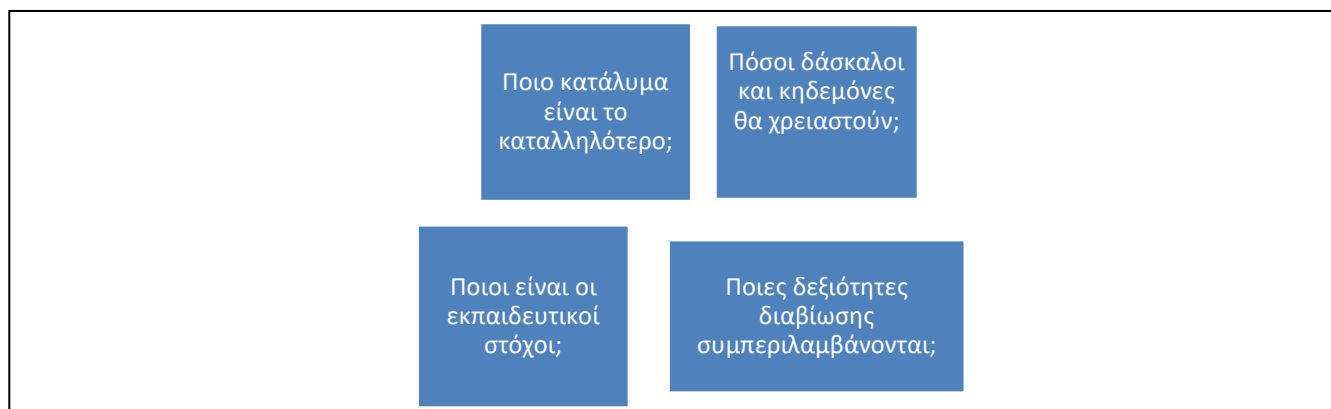 Ποιο κατάλυμα
είναι το
καταλληλότερο;
Πόσοι δάσκαλοι
και κηδεμόνες
θα χρειαστούν;
Ποιοι είναι οι
εκπαιδευτικοί
στόχοι;
Ποιες δεξιότητες
διαβίωσης
συμπεριλαμβάνονται;